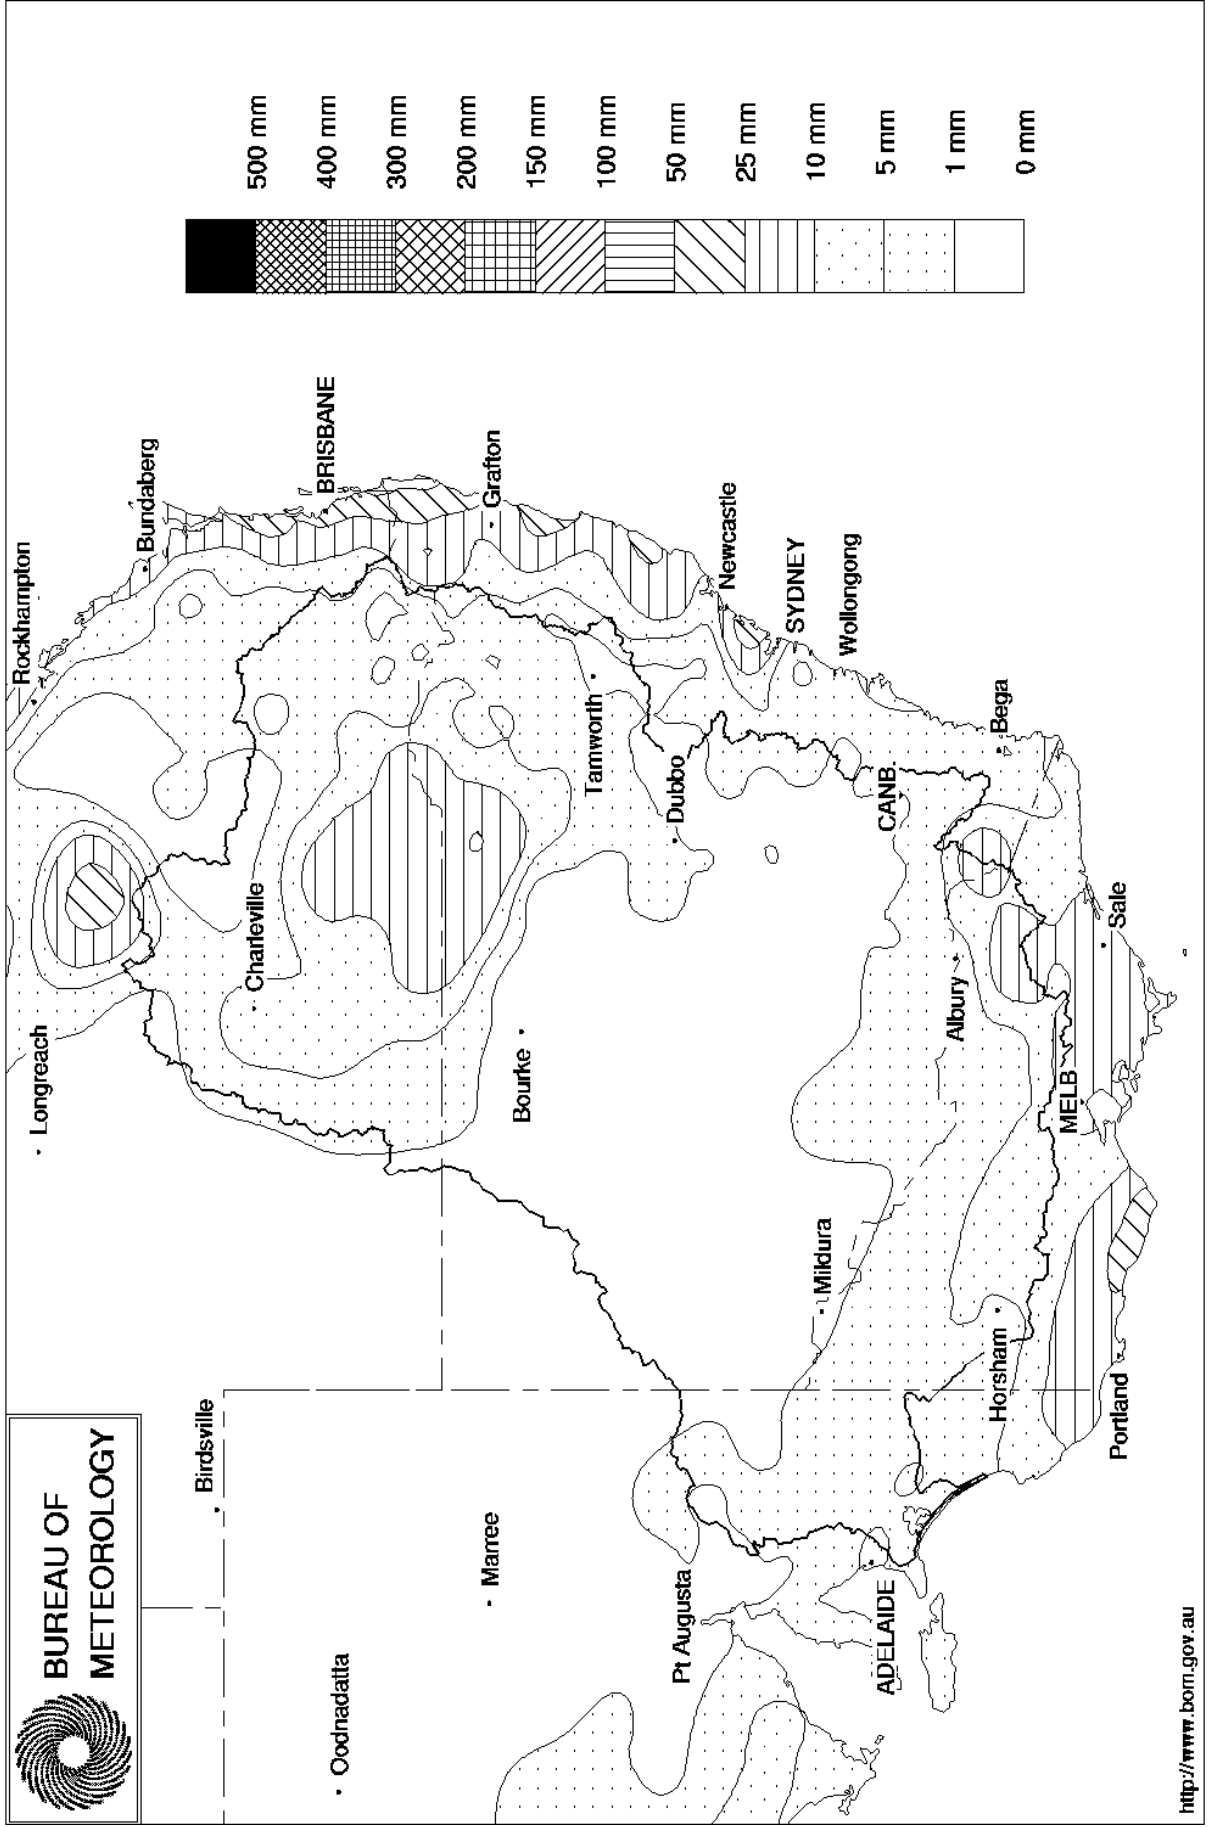 BUREAU OF
METEOROLOGY
Rockhampton
Longreach
Bundaberg
Birdsville
Charleville
BRISBANE
Oodnadatta
Marree
Bourke
Grafton
Tamworth
Pt Augusta
Dubbo
Newcastle
SYDNEY
Mildura
Wollongong
ADELAIDE
CANB.
Albury
Horsham
Bega
MELB
Portland
Sale
500 mm
400 mm
300 mm
200 mm
150 mm
100 mm
50 mm
25 mm
10 mm
5 mm
1 mm
0 mm
http://www.bom.gov.au